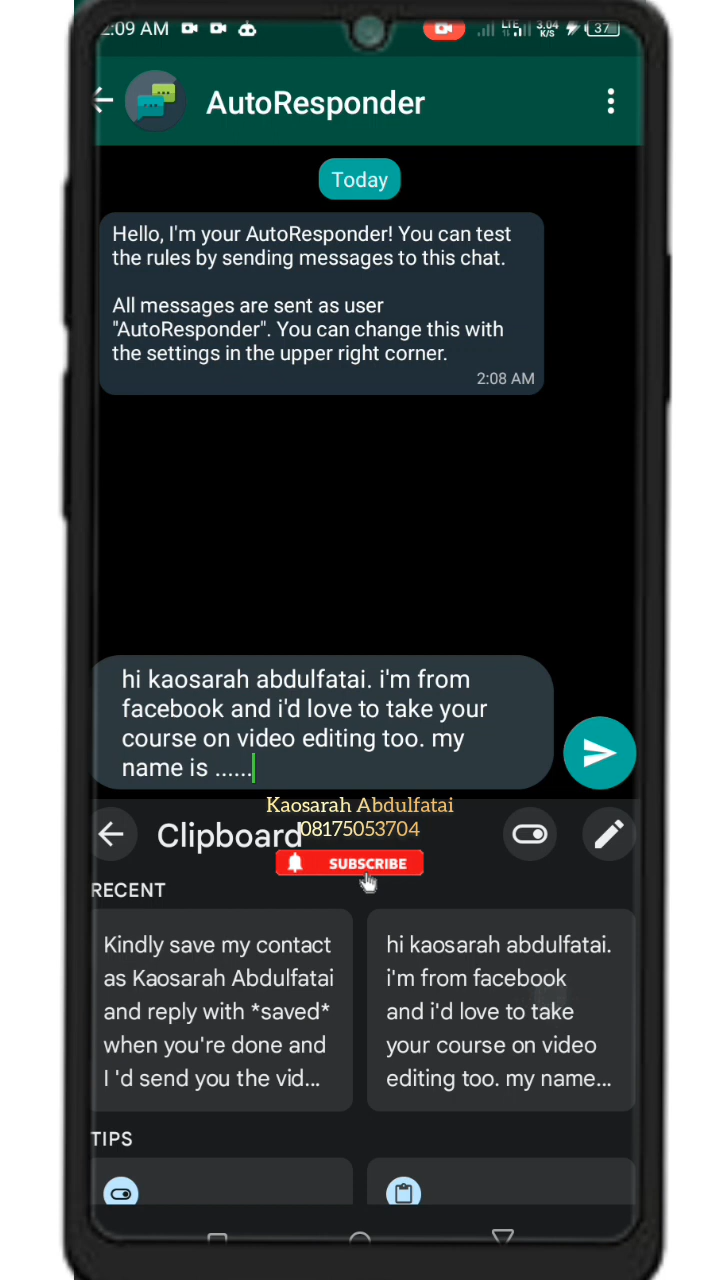 2:09 AM
LTE
3.04
K/S
37
AutoResponder
Today
Hello, I'm your AutoResponder! You can test
the rules by sending messages to this chat.
All messages are sent as user
"AutoResponder". You can change this with
the settings in the upper right corner.
2:08 AM
hi kaosarah abdulfatai. i'm from
facebook and i'd love to take your
course on video editing too. my
name is ......
Kaosarah Abdulfatai
08175053704
Clipboard
SUBSCRIBE
RECENT
Kindly save my contact
as Kaosarah Abdulfatai
and reply with *saved*
when you're done and
I 'd send you the vid...
hi kaosarah abdulfatai.
i'm from facebook
and i'd love to take
your course on video
editing too. my name...
TIPS